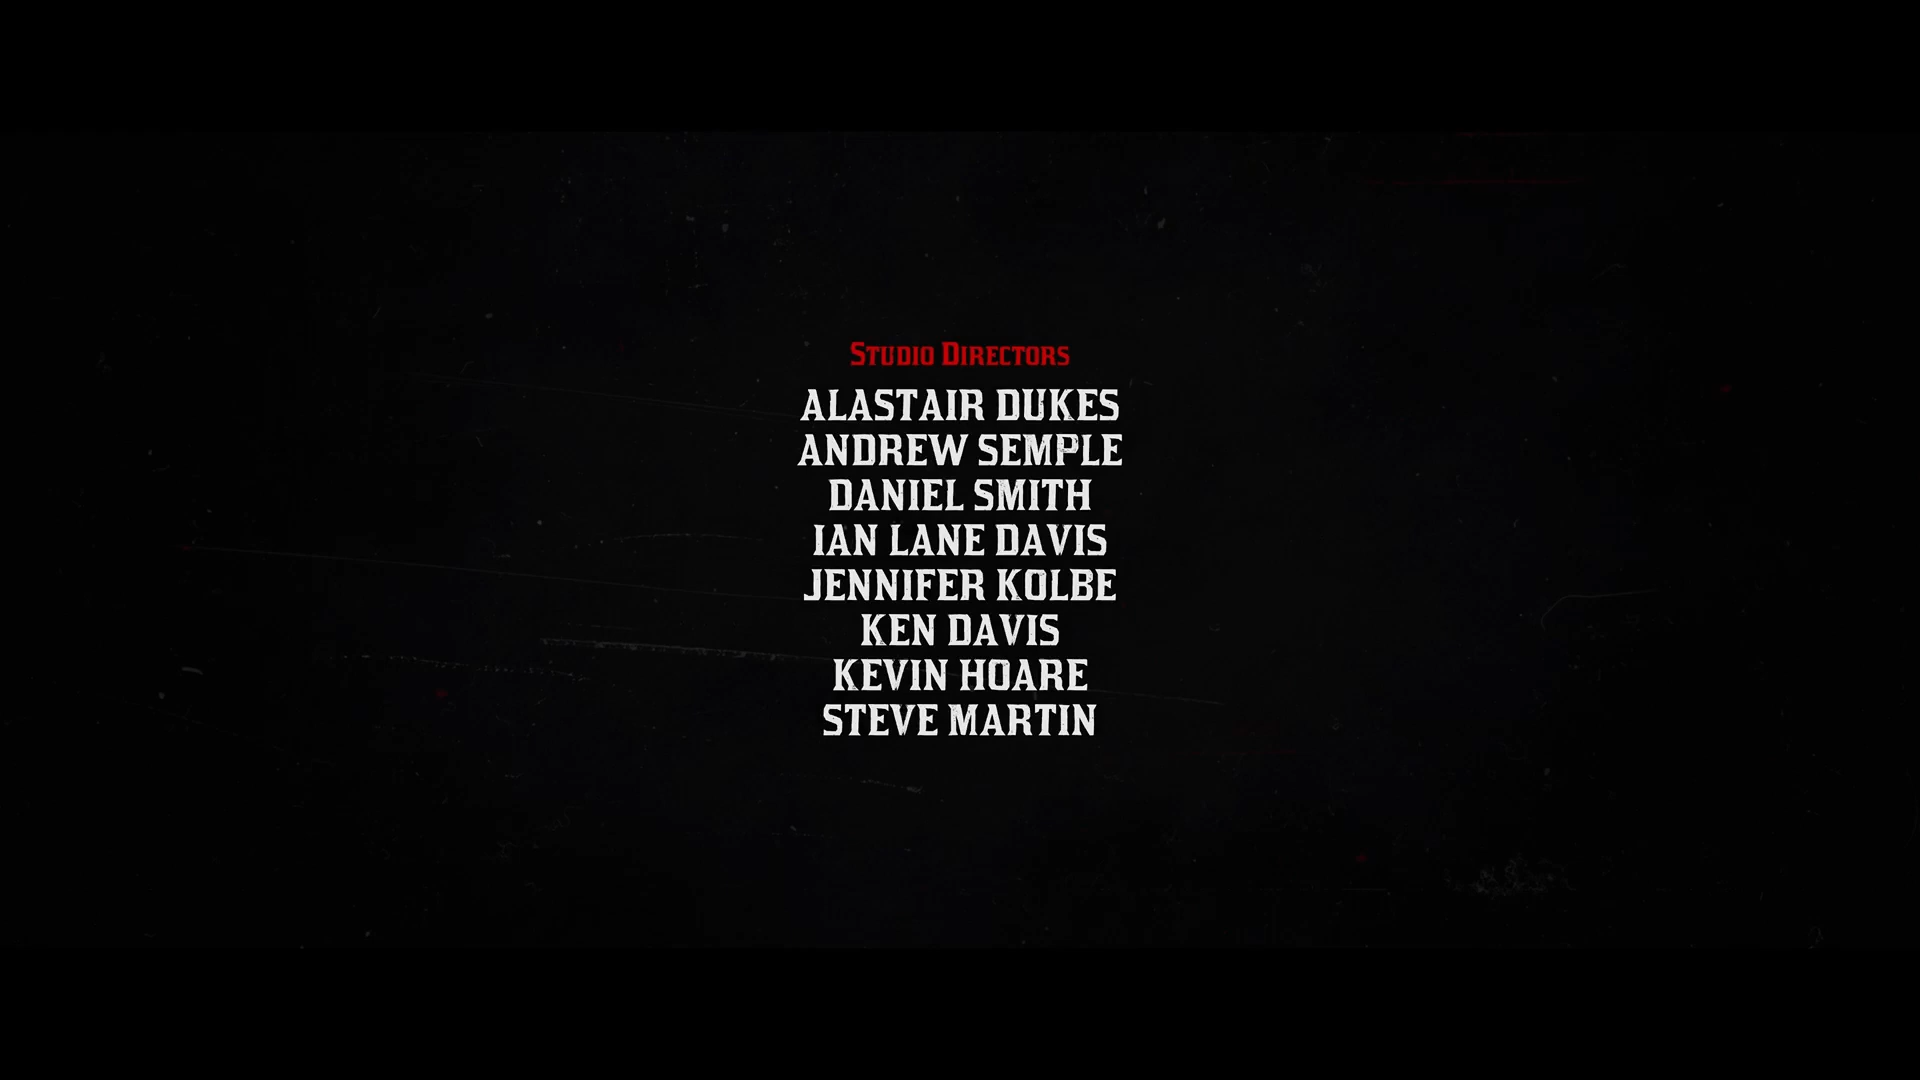 Studio Directors
ALASTAIR DUKES
ANDREW SEMPLE
DANIEL SMITH
IAN LANE DAVIS
JENNIFER KOLBE
KEN DAVIS
KEVIN HOARE
STEVE MARTIN